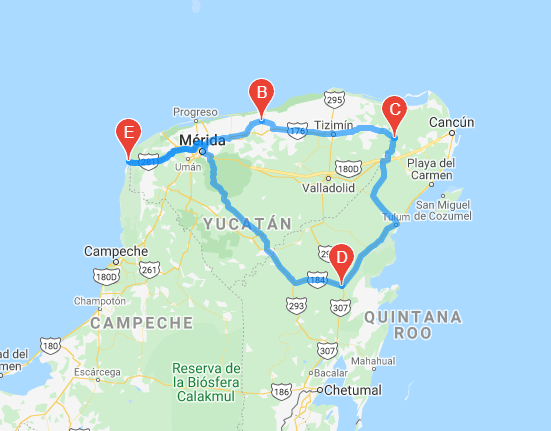 B
295
C
Progreso
E
176
Tizimín
Cancún
Mérida
281
180D
Umán
Playa del
Carmen
Valladolid
San Miguel
de Cozumel
Tulum
YUCATÁN
Campeche
D
180D
261
184
293
307
Champotón
CAMPECHE
QUINTANA
ROO
180
307
Mahahual
Reserva de
la Biósfera
Calakmul
Escárcega
Bacalar
186
Chetumal